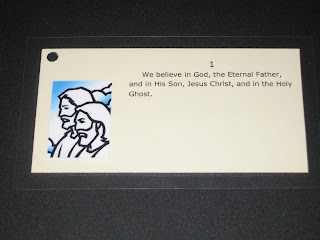 1
We believe in God, the Eternal Father,
and in His Son, Jesus Christ, and in the Holy
Ghost.